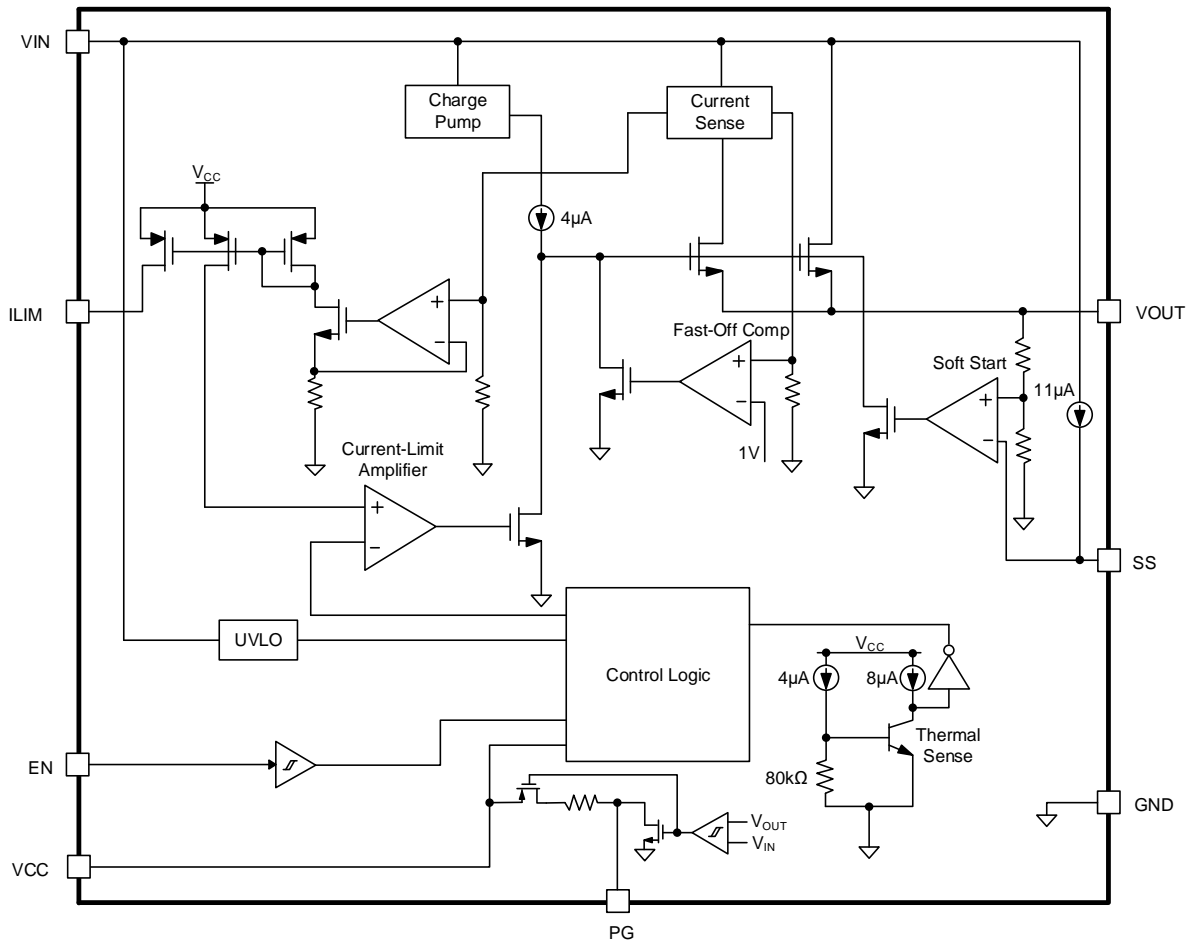 VIN
Charge
Pump
Current
Sense
VCC
4µA
ILIM
VOUT
Fast-Off Comp
Soft Start
+
−
+
−
11µA
+
−
1V
Current-Limit
Amplifier
+
−
SS
UVLO
Control Logic
VCC
4µA
8µA
Thermal
Sense
EN
80kΩ
GND
VOUT
VIN
VCC
PG